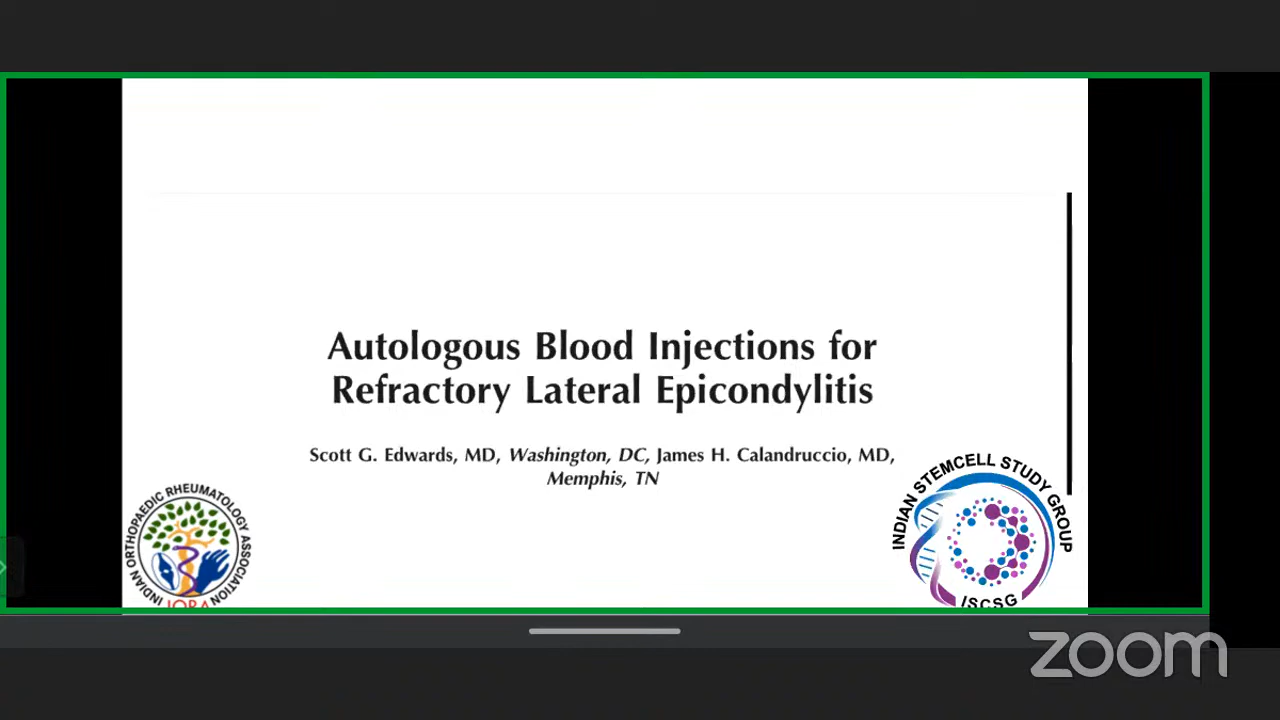 Autologous Blood Injections for
Refractory Lateral Epicondylitis
Scott G. Edwards, MD, Washington, DC, James H. Calandruccio, MD,
Memphis, TN
INDIAN ORTHOPAEDIC RHEUMATOLOGY ASSOCIATION
IORA
INDIAN STEMCELL STUDY GROUP
ISCSG
zoom